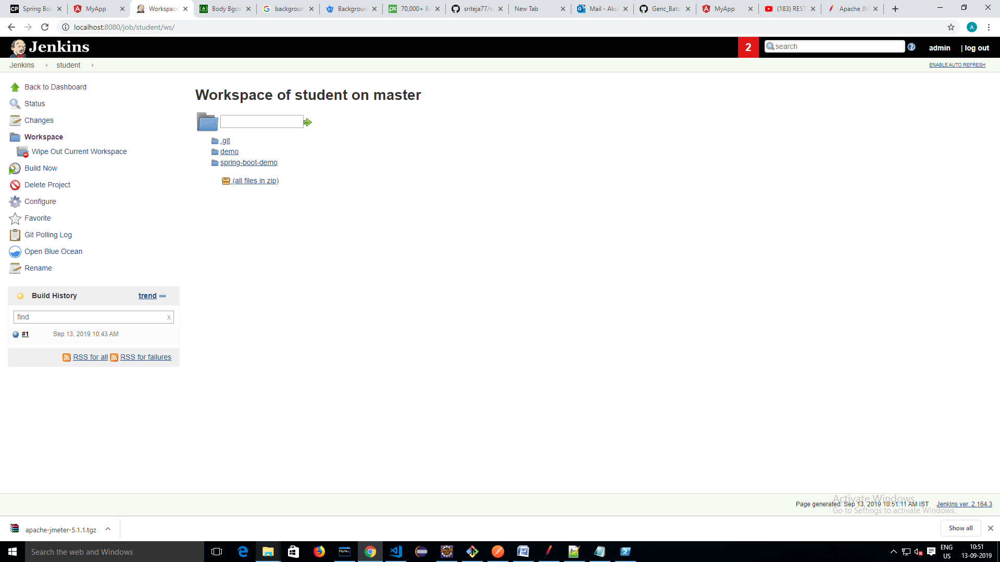 Spring Boo
MyApp
Workspace
Body Bgco
backgroun
Backgroun
70,000+ B
sriteja77/st
New Tab
Mail - Aku
Genc_Batc
MyApp
(183) REST
Apache JM
localhost:8080/job/student/ws/
A
Jenkins
2
search
admin
| log out
Jenkins
student
ENABLE AUTO REFRESH
Back to Dashboard
Status
Changes
Workspace
Wipe Out Current Workspace
Build Now
Delete Project
Configure
Favorite
Git Polling Log
Open Blue Ocean
Rename
Workspace of student on master
.git
demo
spring-boot-demo
(all files in zip)
Build History
trend
find
x
#1
Sep 13, 2019 10:43 AM
RSS for all
RSS for failures
Activate Windows
Page generated: Sep 13, 2019 10:51:11 AM IST
Jenkins ver. 2.164.3
Go to Settings to activate Windows.
apache-jmeter-5.1.1.tgz
Show all
Search the web and Windows
ENG
US
10:51
13-09-2019